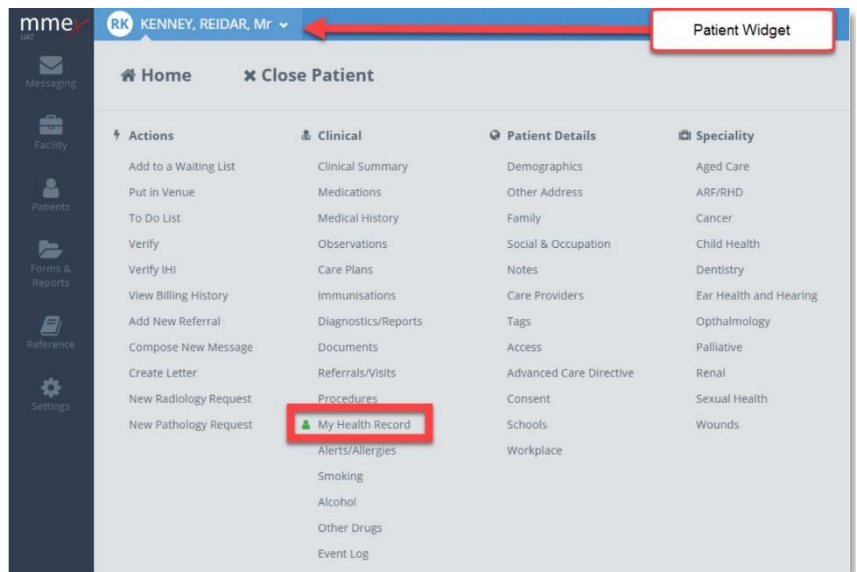 mmex
UAT
RK KENNEY, REIDAR, Mr
Patient Widget
Messaging
Facility
Patients
Forms &
Reports
Reference
Settings
Home
Close Patient
Actions
Add to a Waiting List
Put in Venue
To Do List
Verify
Verify IHI
View Billing History
Add New Referral
Compose New Message
Create Letter
New Radiology Request
New Pathology Request
Clinical
Clinical Summary
Medications
Medical History
Observations
Care Plans
Immunisations
Diagnostics/Reports
Documents
Referrals/Visits
Procedures
My Health Record
Alerts/Allergies
Smoking
Alcohol
Other Drugs
Event Log
Patient Details
Demographics
Other Address
Family
Social & Occupation
Notes
Care Providers
Tags
Access
Advanced Care Directive
Consent
Schools
Workplace
Speciality
Aged Care
ARF/RHD
Cancer
Child Health
Dentistry
Ear Health and Hearing
Opthalmology
Palliative
Renal
Sexual Health
Wounds